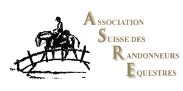 ASSOCIATION
SUISSE DES
RANDONNEURS
EQUESTRES